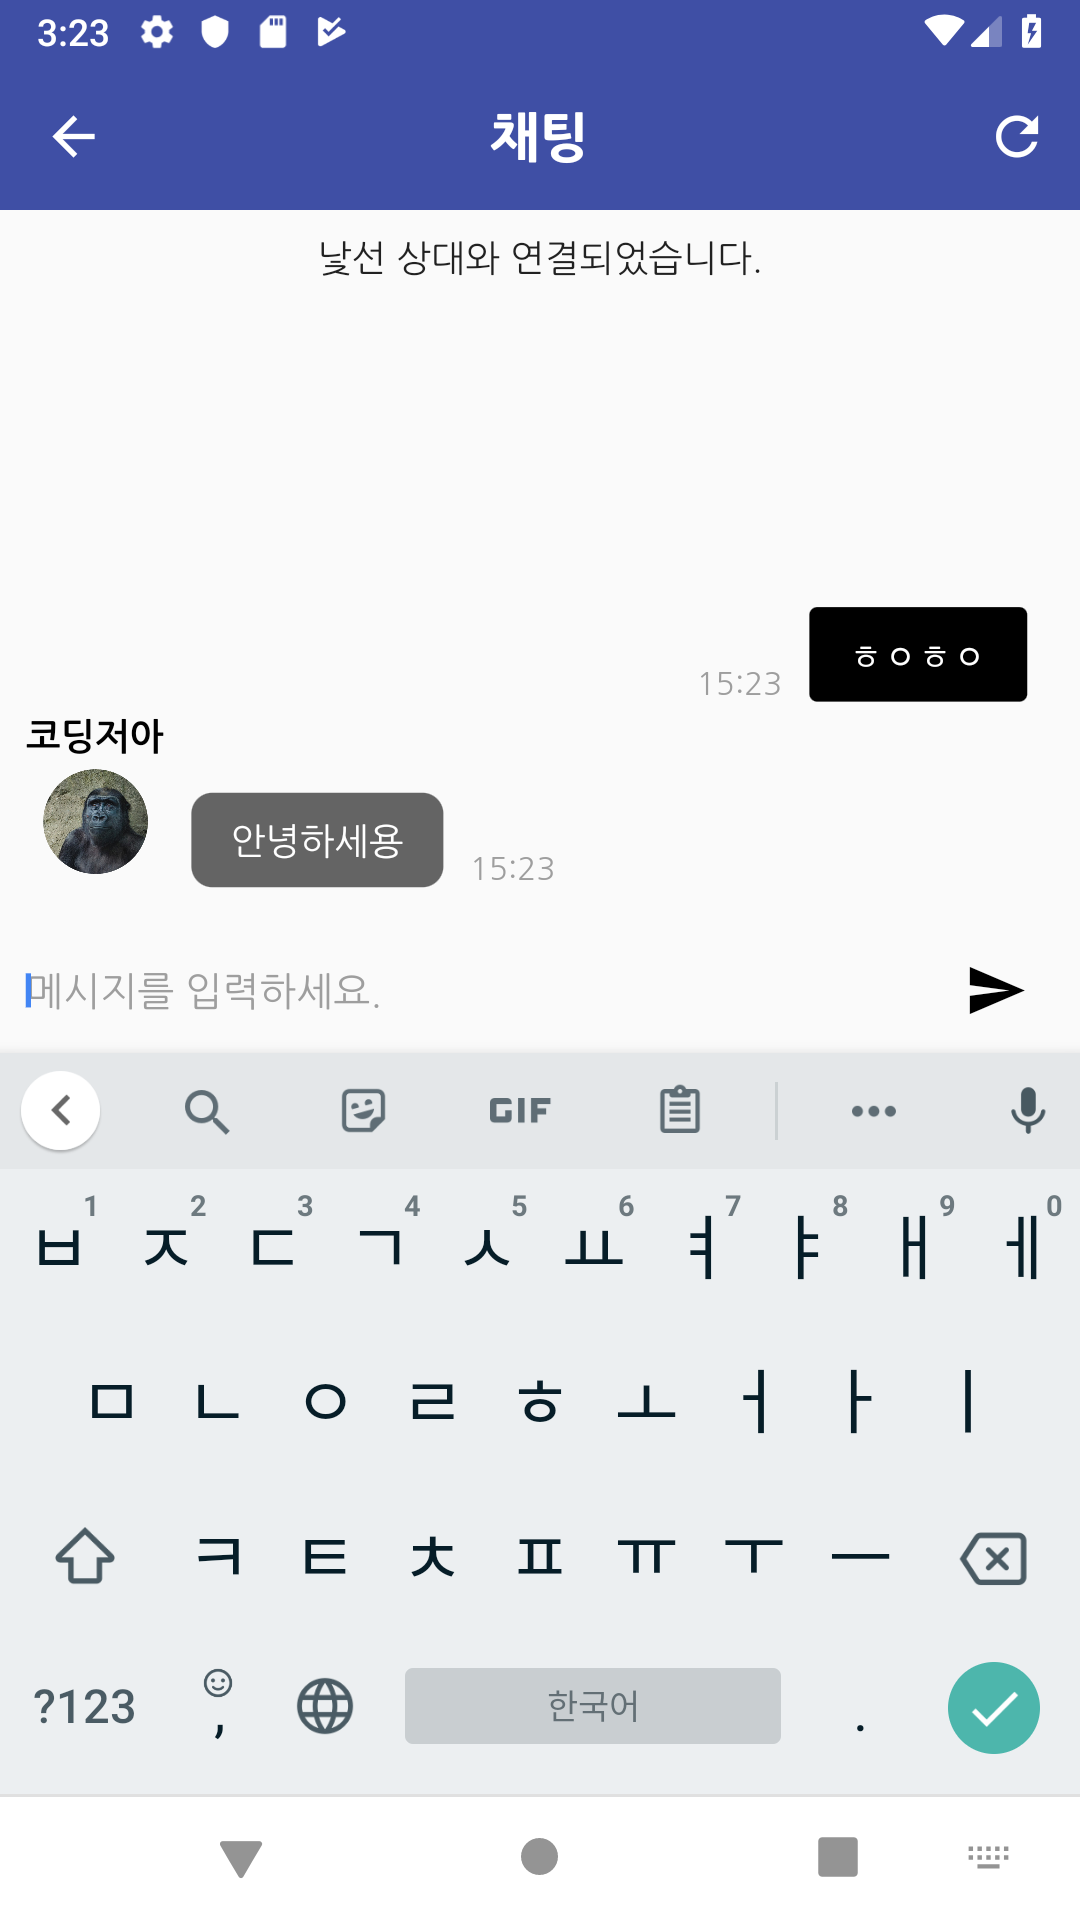 3:23
채팅
낯선 상대와 연결되었습니다.
ㅎㅇㅎㅇ
15:23
코딩저아
안녕하세용
15:23
메시지를 입력하세요.
GIF
1 2 3 4 5 6 7 8 9 0
ㅂ ㅈ ㄷ ㄱ ㅅ ㅛ ㅕ ㅑ ㅐ ㅔ
ㅁ ㄴ ㅇ ㄹ ㅎ ㅗ ㅓ ㅏ ㅣ
ㅋ ㅌ ㅊ ㅍ ㅠ ㅜ ㅡ
?123 , 한국어 .